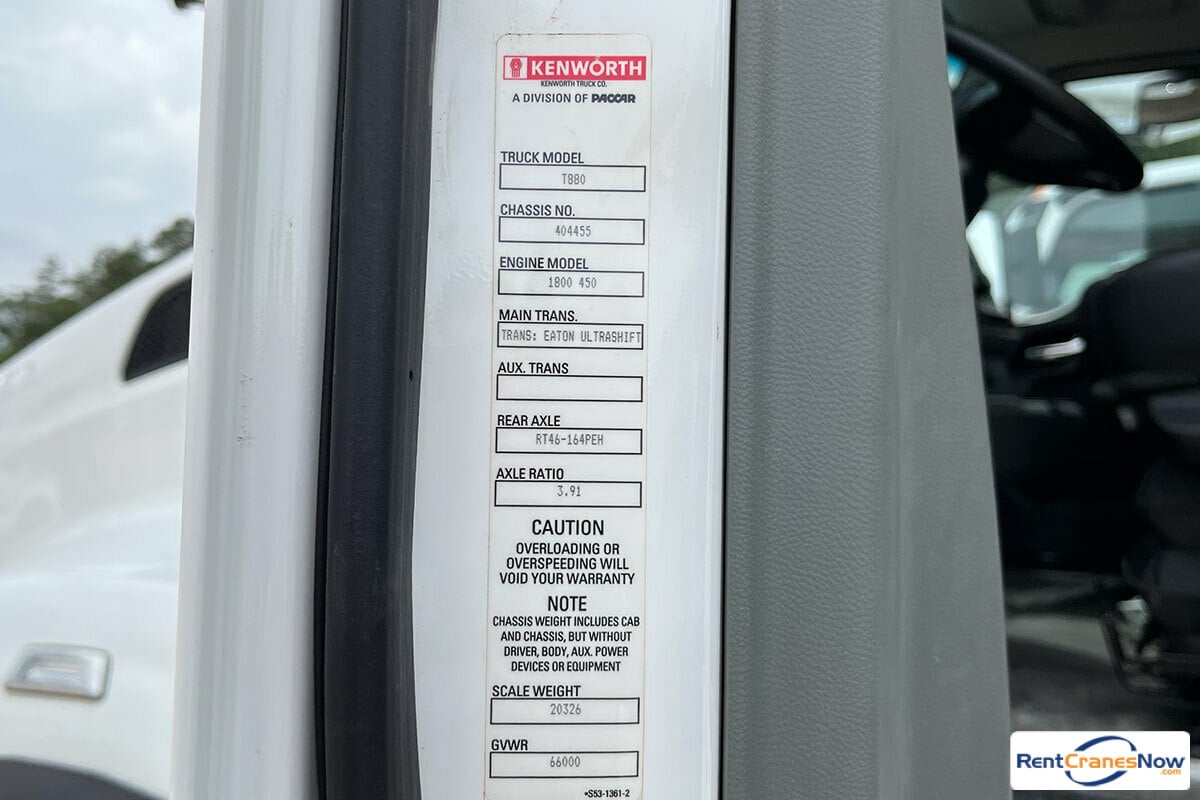 KENWORTH
KENWORTH TRUCK CO.
A DIVISION OF PACCAR
TRUCK MODEL
T880
CHASSIS NO.
404455
ENGINE MODEL
1800 450
MAIN TRANS.
TRANS: EATON ULTRASHIFT
AUX. TRANS
REAR AXLE
RT46-164PEH
AXLE RATIO
3.91
CAUTION
OVERLOADING OR
OVERSPEEDING WILL
VOID YOUR WARRANTY
NOTE
CHASSIS WEIGHT INCLUDES CAB
AND CHASSIS, BUT WITHOUT
DRIVER, BODY, AUX. POWER
DEVICES OR EQUIPMENT
SCALE WEIGHT
20326
GVWR
66000
•S53-1361-2
RentCranesNow
.com